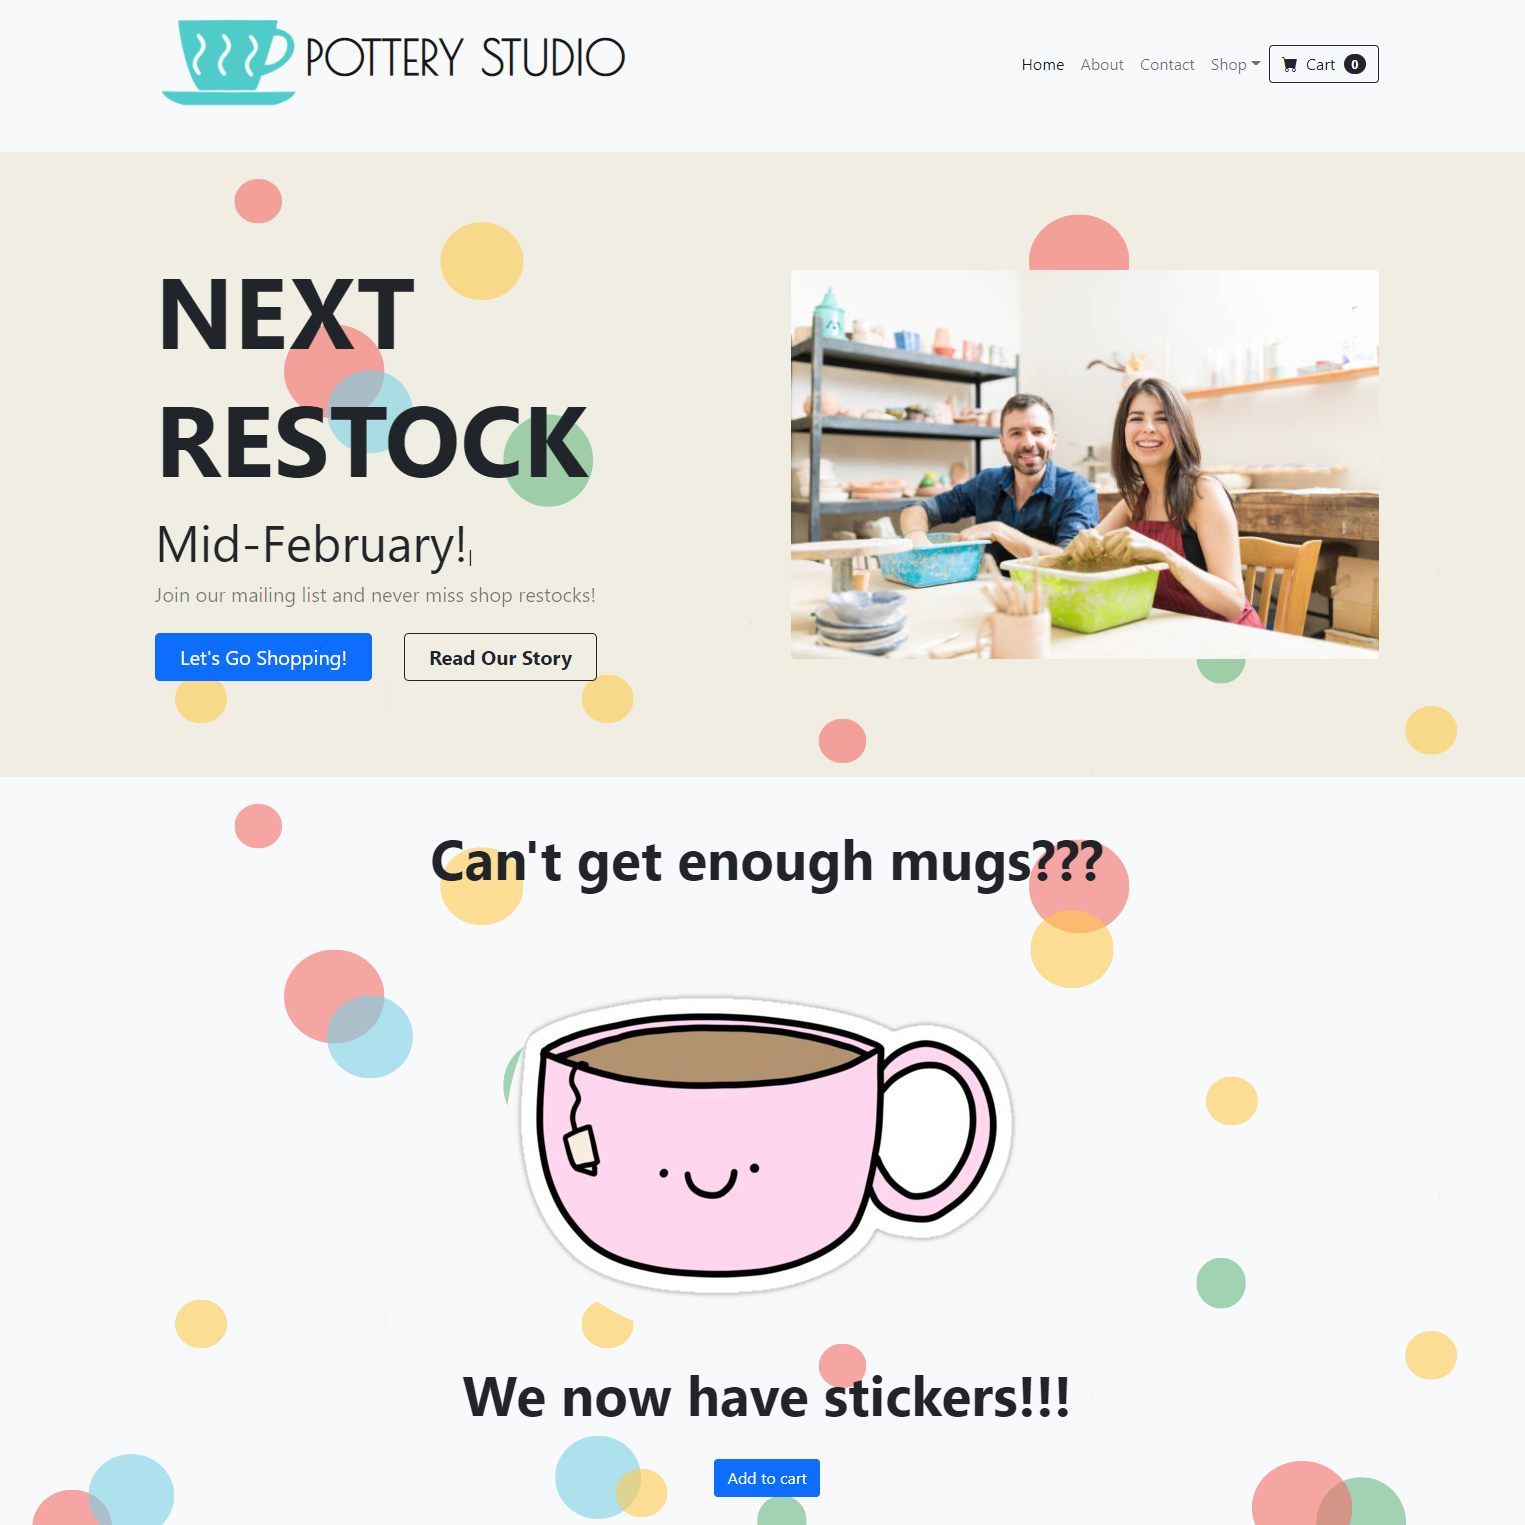 POTTERY STUDIO
Home About Contact Shop Cart 0
NEXT
RESTOCK
Mid-February!
Join our mailing list and never miss shop restocks!
Let's Go Shopping! Read Our Story
Can't get enough mugs???
We now have stickers!!!
Add to cart